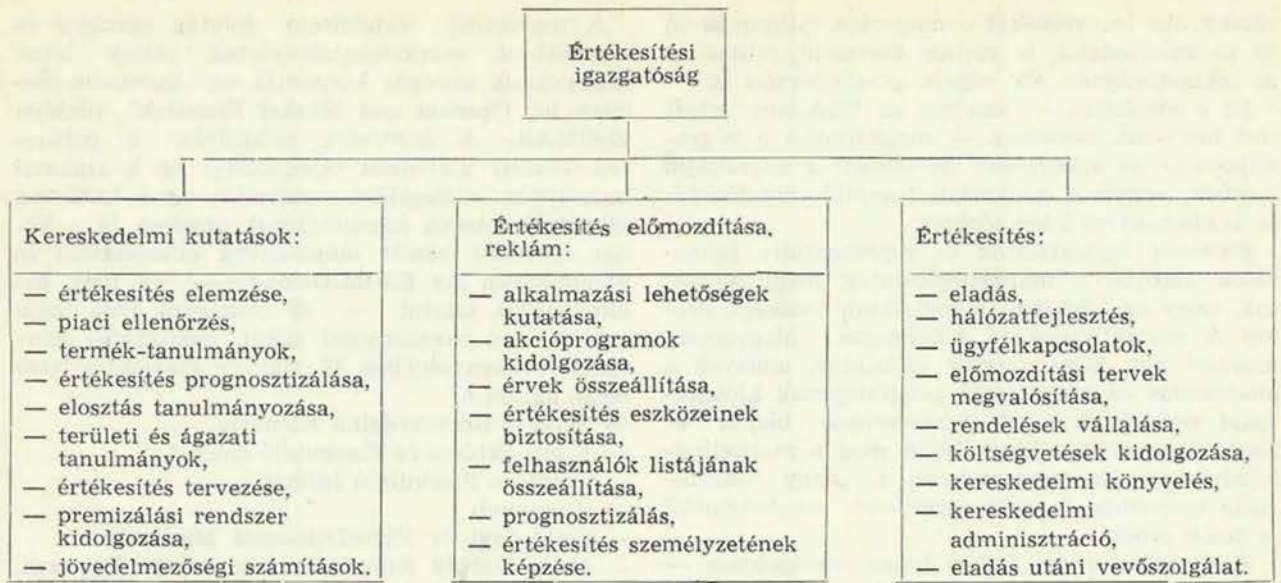 Értékesítési
igazgatóság
Kereskedelmi kutatások:
— értékesítés elemzése,
— piaci ellenőrzés,
— termék-tanulmányok,
— értékesítés prognosztizálása,
— elosztás tanulmányozása,
— területi és ágazati
tanulmányok,
— értékesítés tervezése,
— premizálási rendszer
kidolgozása,
— jövedelmezőségi számítások.
Értékesítés előmozdítása,
reklám:
— alkalmazási lehetőségek
kutatása,
— akcióprogramok
kidolgozása,
— érvek összeállítása,
— értékesítés eszközeinek
biztosítása,
— felhasználók listájának
összeállítása,
— prognosztizálás,
— értékesítés személyzetének
képzése.
Értékesítés:
— eladás,
— hálózatfejlesztés,
— ügyfélkapcsolatok,
— előmozdítási tervek
megvalósítása,
— rendelések vállalása,
— költségvetések kidolgozása,
— kereskedelmi könyvelés,
— kereskedelmi
adminisztráció,
— eladás utáni vevőszolgálat.